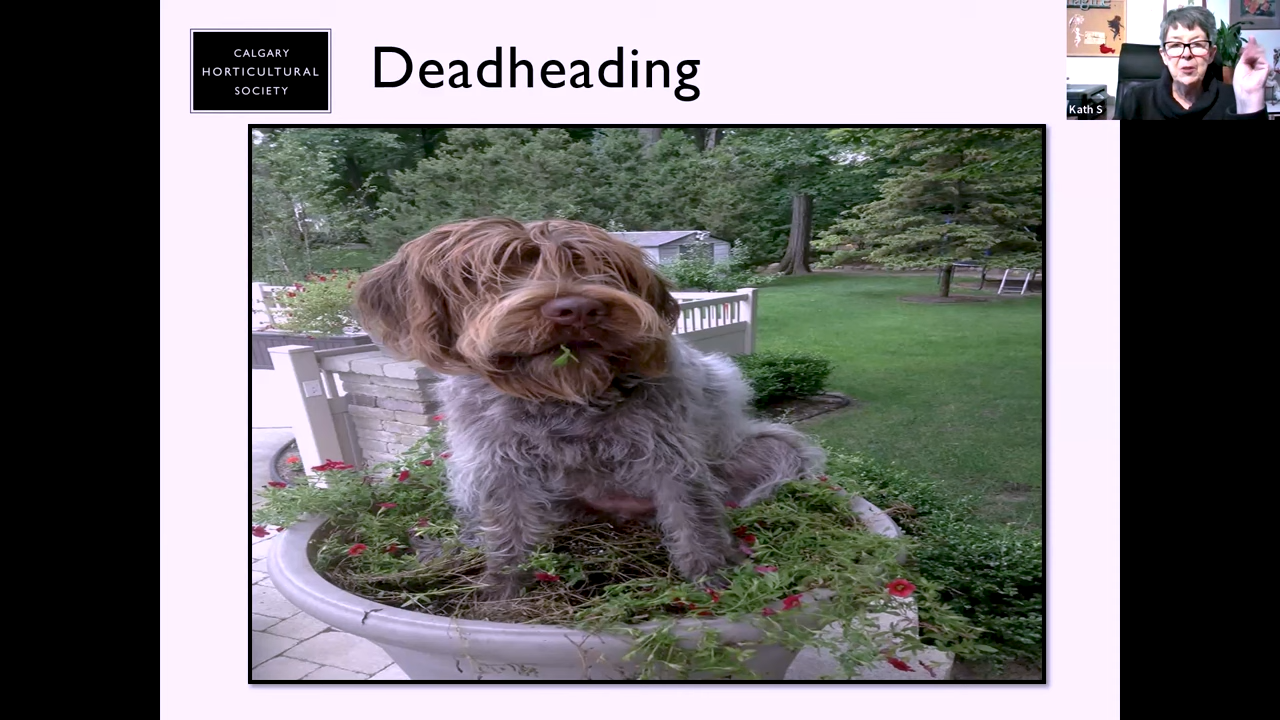 CALGARY
HORTICULTURAL
SOCIETY
Deadheading
Kath S